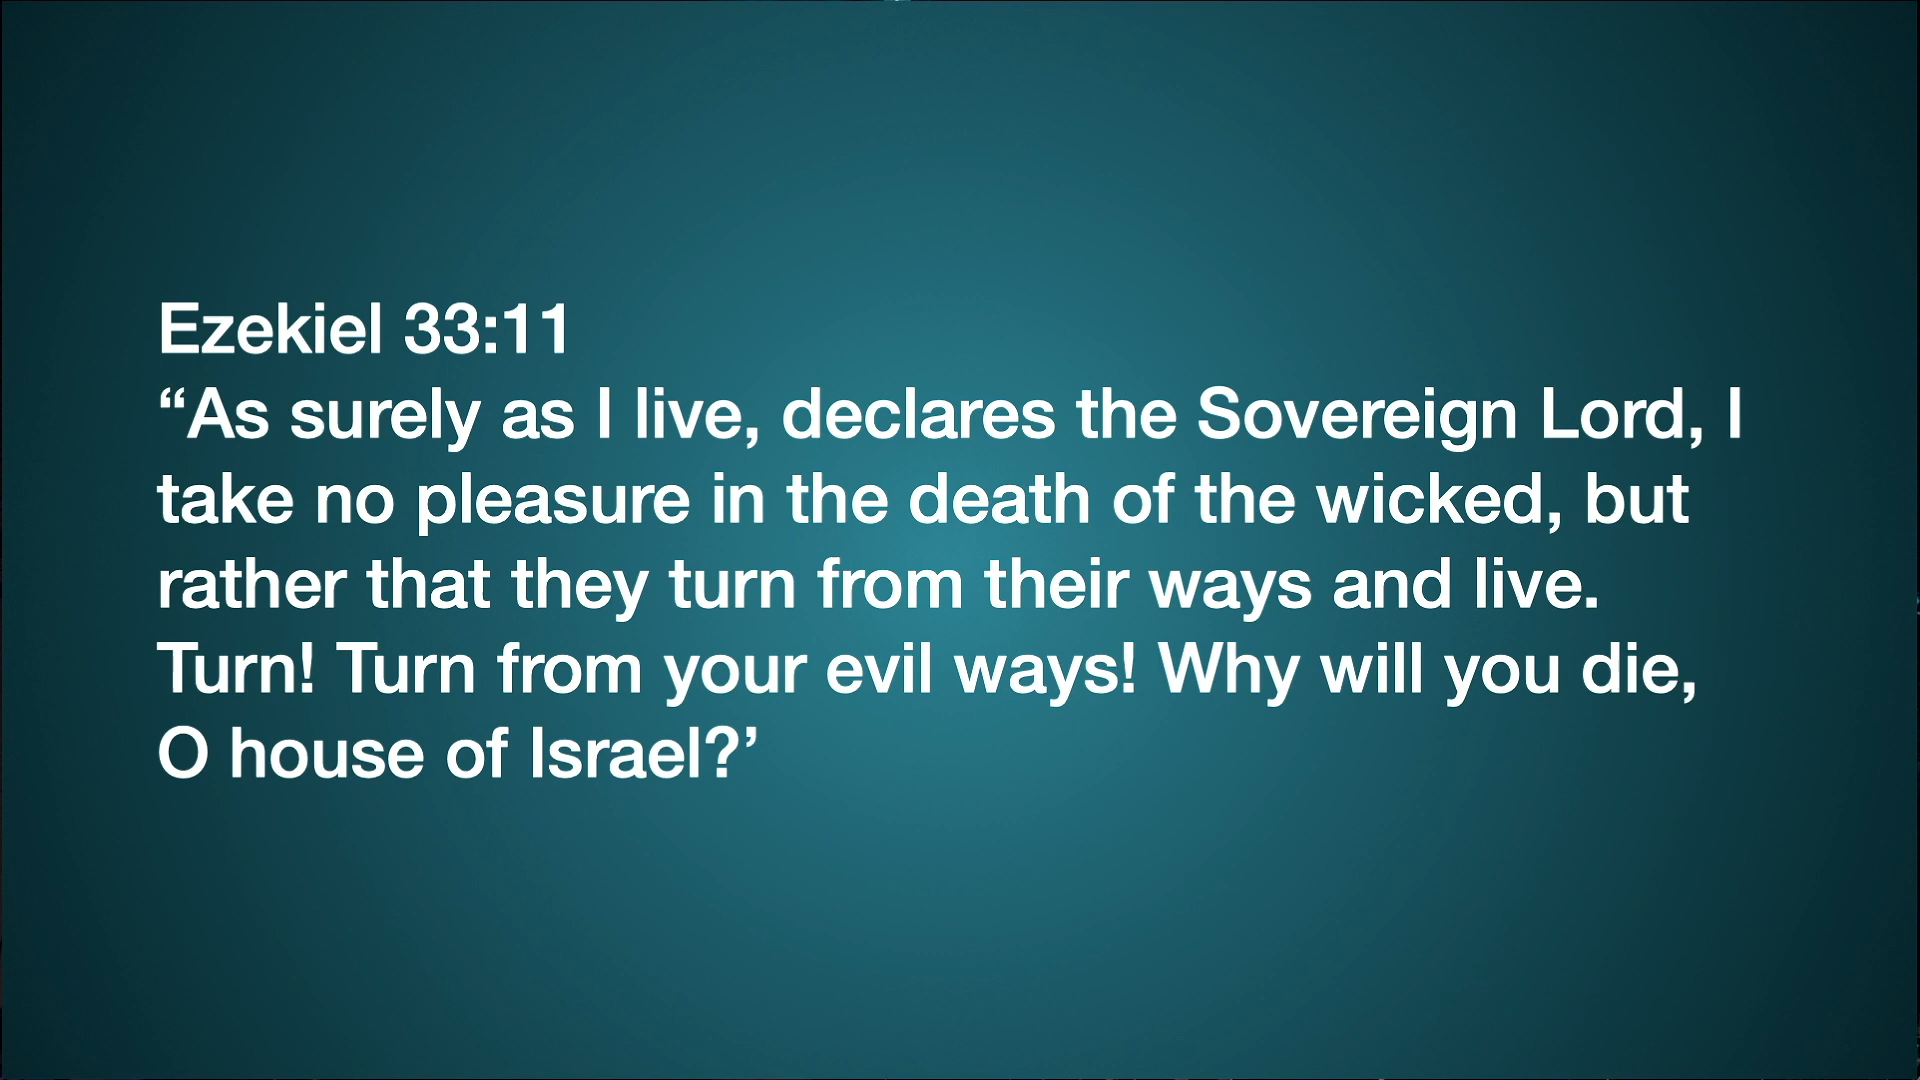 Ezekiel 33:11
“As surely as I live, declares the Sovereign Lord, I
take no pleasure in the death of the wicked, but
rather that they turn from their ways and live.
Turn! Turn from your evil ways! Why will you die,
O house of Israel?’